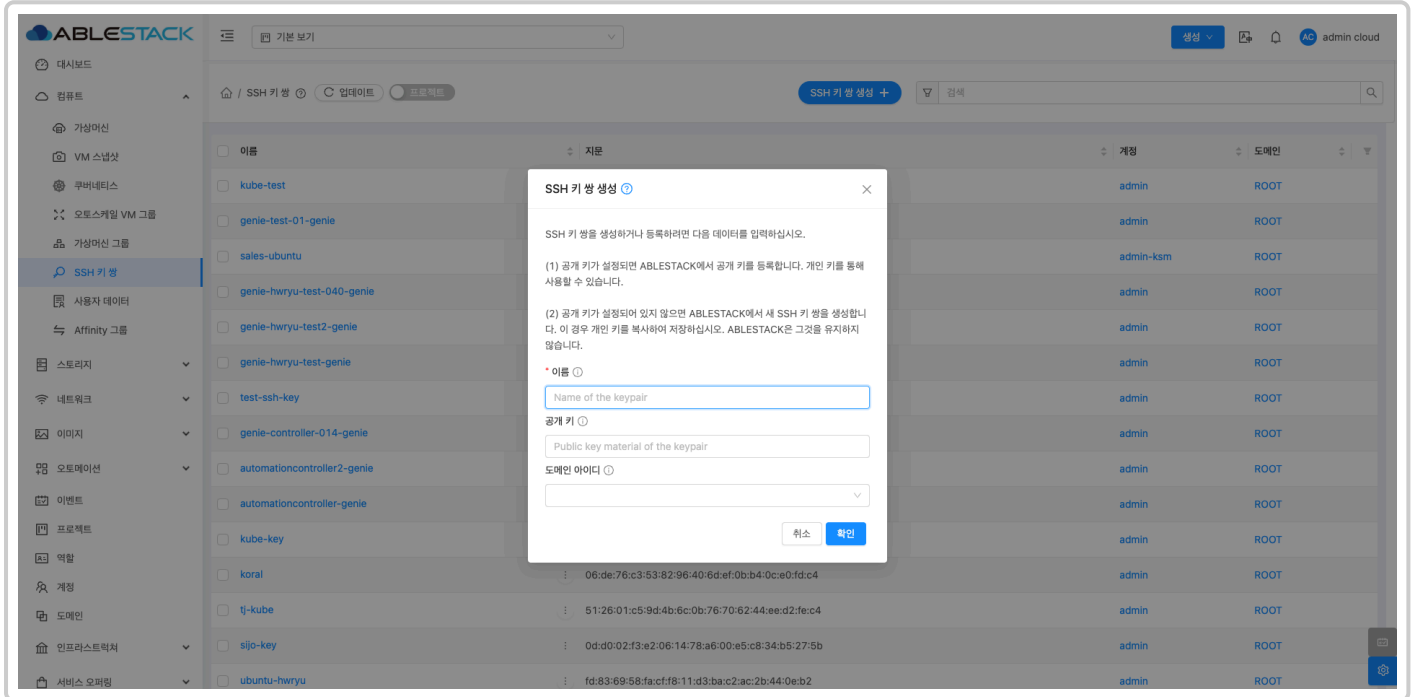 ABLESTACK
기본 보기
생성
AC admin cloud
대시보드
컴퓨트
가상머신
VM 스냅샷
쿠버네티스
오토스케일 VM 그룹
가상머신 그룹
SSH 키 쌍
사용자 데이터
Affinity 그룹
스토리지
네트워크
이미지
오토메이션
이벤트
프로젝트
역할
계정
도메인
인프라스트럭쳐
서비스 오퍼링
/ SSH 키 쌍 업데이트 프로젝트
SSH 키 쌍 생성 +
검색
이름 지문 계정 도메인
kube-test admin ROOT
genie-test-01-genie admin ROOT
sales-ubuntu admin-ksm ROOT
genie-hwryu-test-040-genie admin ROOT
genie-hwryu-test2-genie admin ROOT
genie-hwryu-test-genie admin ROOT
test-ssh-key admin ROOT
genie-controller-014-genie admin ROOT
automationcontroller2-genie admin ROOT
automationcontroller-genie admin ROOT
kube-key admin ROOT
koral 06:de:76:c3:53:82:96:40:6d:ef:0b:b4:0c:e0:fd:c4 admin ROOT
tj-kube 51:26:01:c5:9d:4b:6c:0b:76:70:62:44:ee:d2:fe:c4 admin ROOT
sijo-key 0d:d0:02:f3:e2:06:14:78:a6:00:e5:c8:34:b5:27:5b admin ROOT
ubuntu-hwryu fd:83:69:58:fa:cf:f8:11:d3:ba:c2:ac:2b:44:0e:b2 admin ROOT
SSH 키 쌍 생성
SSH 키 쌍을 생성하거나 등록하려면 다음 데이터를 입력하십시오.
(1) 공개 키가 설정되면 ABLESTACK에서 공개 키를 등록합니다. 개인 키를 통해
사용할 수 있습니다.
(2) 공개 키가 설정되어 있지 않으면 ABLESTACK에서 새 SSH 키 쌍을 생성합니
다. 이 경우 개인 키를 복사하여 저장하십시오. ABLESTACK은 그것을 유지하지
않습니다.
* 이름
Name of the keypair
공개 키
Public key material of the keypair
도메인 아이디
취소 확인